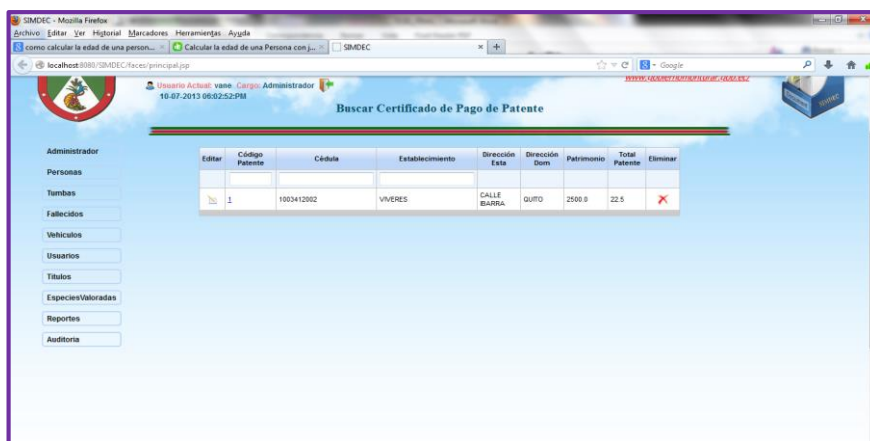 SIMDEC - Mozilla Firefox
Archivo Editar Ver Historial Marcadores Herramientas Ayuda
como calcular la edad de una person...
Calcular la edad de una Persona con j...
SIMDEC
localhost:8080/SIMDEC/faces/principal.jsp
Google
Usuario Actual: vane Cargo: Administrador
10-07-2013 06:02:52:PM
Buscar Certificado de Pago de Patente
Administrador
Personas
Tumbas
Fallecidos
Vehiculos
Usuarios
Titulos
EspeciesValoradas
Reportes
Auditoria
Editar Código Patente Cédula Establecimiento Dirección Esta Dirección Dom Patrimonio Total Patente Eliminar
1 1003412002 VIVERES CALLE IBARRA QUITO 2500.0 22.5